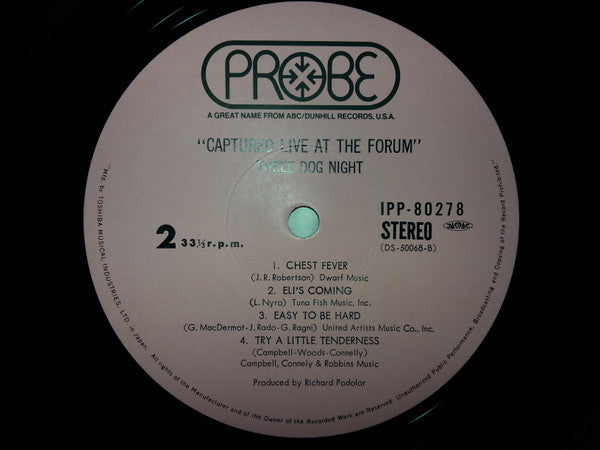 PROBE
A GREAT NAME FROM ABC/DUNHILL RECORDS, U.S.A.
"CAPTURED LIVE AT THE FORUM"
THREE DOG NIGHT
IPP-80278
STEREO
(DS-50068-B)
JASRAC
2 33⅓ r.p.m.
1. CHEST FEVER
(J.R. Robertson) Dwarf Music
2. ELI'S COMING
(L. Nyro) Tuna Fish Music, Inc.
3. EASY TO BE HARD
(G. MacDermot-J. Rado-G. Ragni) United Artists Music Co., Inc.
4. TRY A LITTLE TENDERNESS
(Campbell-Woods-Connelly)
Campbell, Connely & Robbins Music
Produced by Richard Podolor
"Mfd. by TOSHIBA MUSICAL INDUSTRIES, LTD. in Japan. All rights of the Manufacturer and of the Owner of the Recorded Work are Reserved. Unauthorized Public Performance, Broadcasting and Copying of the Record Prohibited."